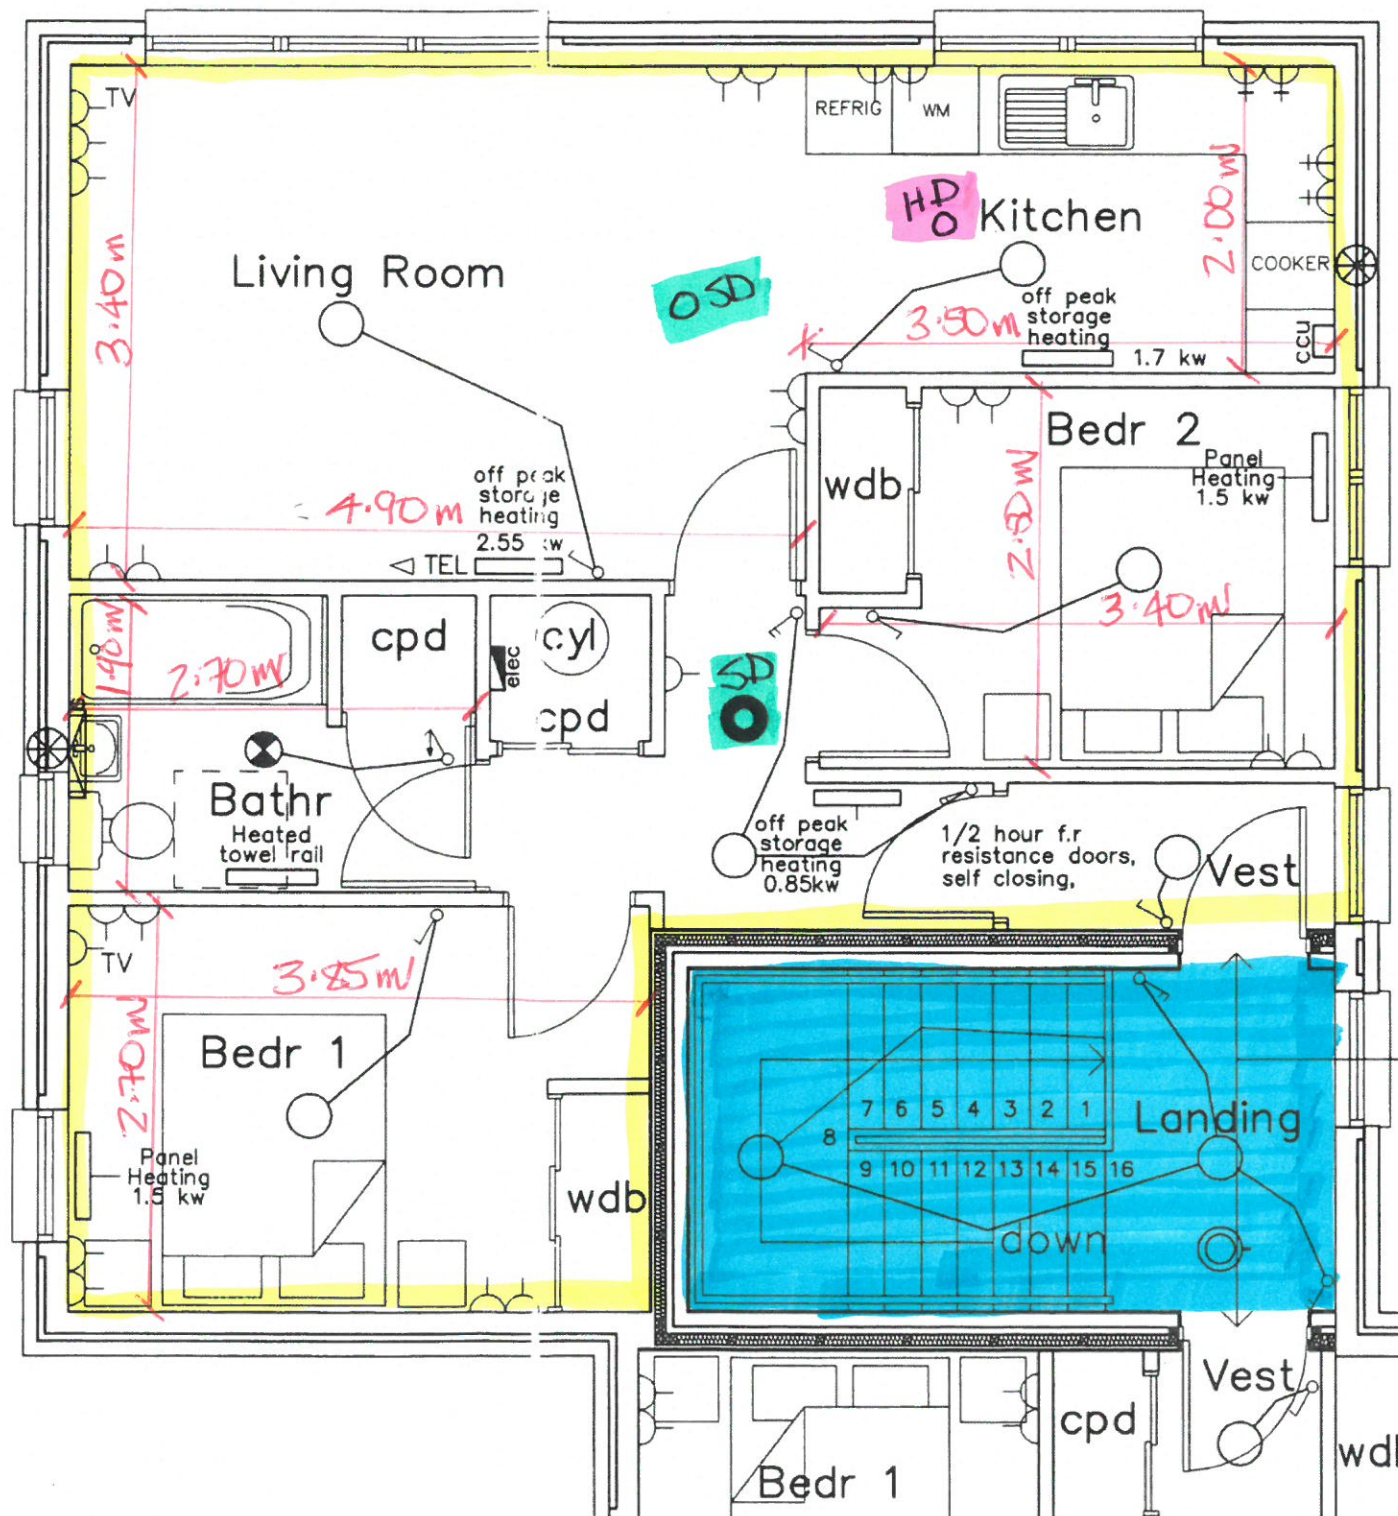 TV
REFRIG
WM
HD
O
Kitchen
2.00m
Living Room
O SD
COOKER
3.40m
off peak
storage
heating
3.50m
1.7 kw
ccu
Bedr 2
wdb
Panel
Heating
1.5 kw
off peak
storage
heating
2.55 kw
4.90m
2.80m
TEL
3.40m
cpd
cyl
elec
cpd
1.90m
2.70m
SD
O
Bathr
Heated
towel rail
off peak
storage
heating
0.85kw
1/2 hour f.r
resistance doors,
self closing,
Vest
TV
3.85m
2.70m
Bedr 1
Panel
Heating
1.5 kw
wdb
7 6 5 4 3 2 1
8
9 10 11 12 13 14 15 16
Landing
down
Vest
cpd
Bedr 1
wdb